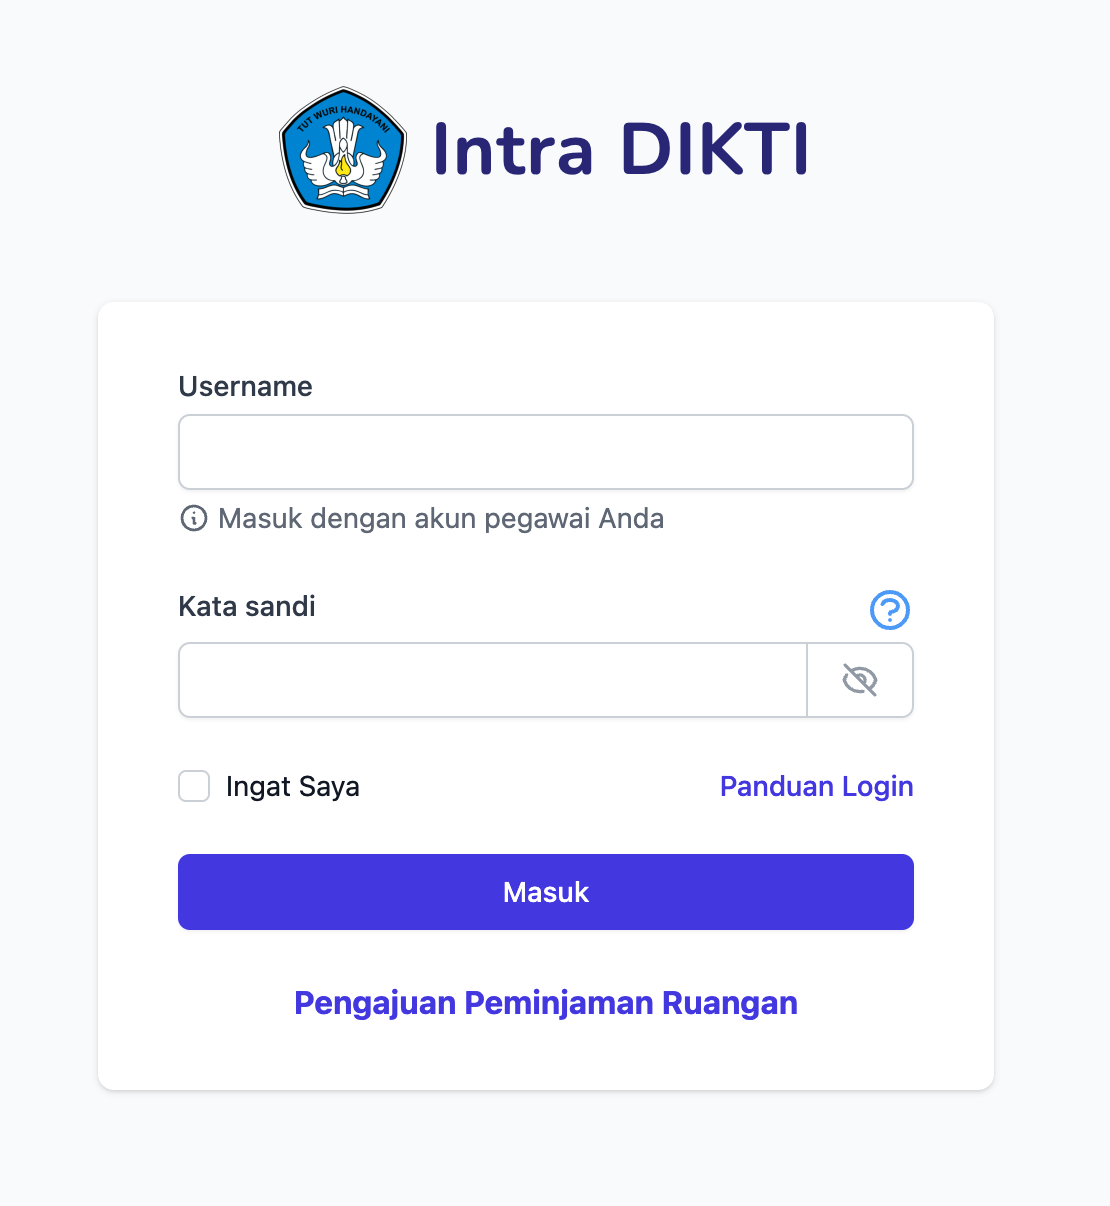 TUT WURI HANDAYANI
Intra DIKTI
Username
Masuk dengan akun pegawai Anda
Kata sandi
Ingat Saya
Panduan Login
Masuk
Pengajuan Peminjaman Ruangan